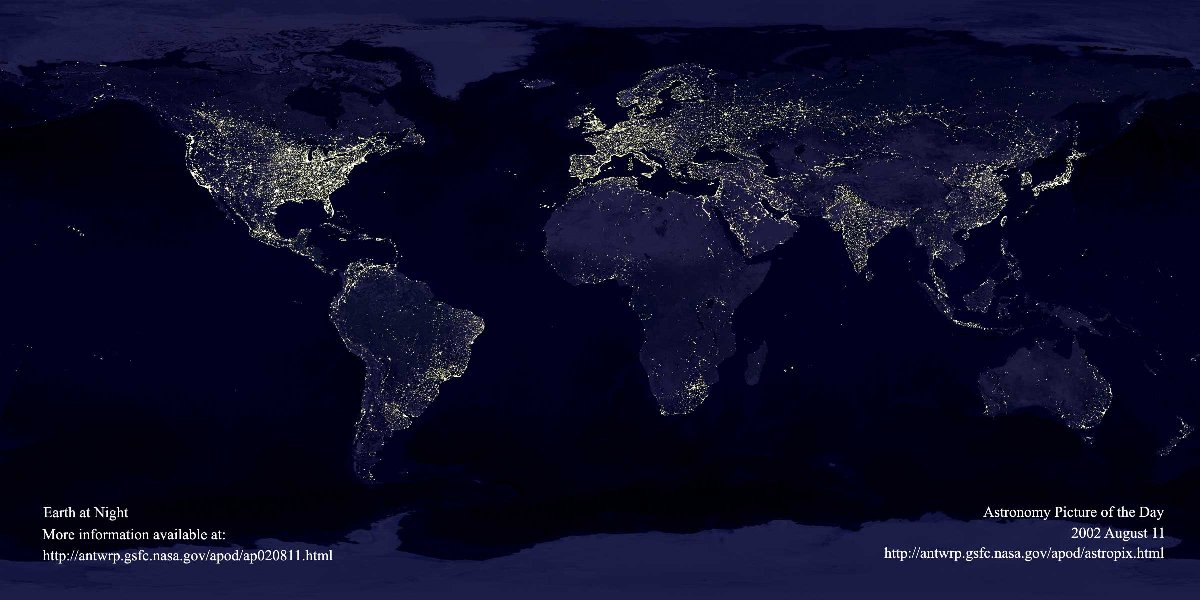 Earth at Night
More information available at:
http://antwrp.gsfc.nasa.gov/apod/ap020811.html
Astronomy Picture of the Day
2002 August 11
http://antwrp.gsfc.nasa.gov/apod/astropix.html